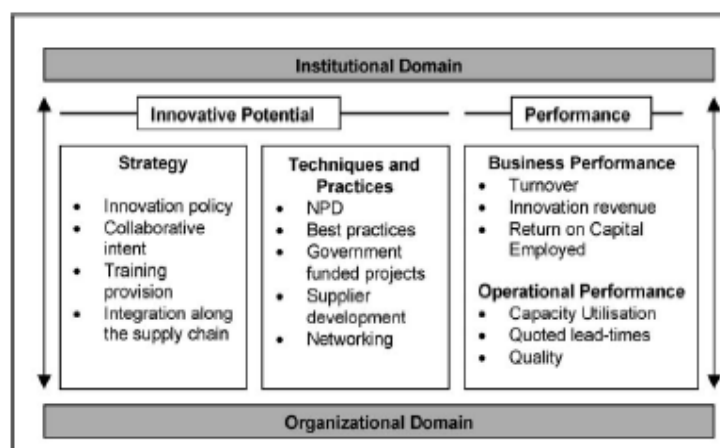 Institutional Domain
Innovative Potential
Performance
Strategy
• Innovation policy
• Collaborative
intent
• Training
provision
• Integration along
the supply chain
Techniques and
Practices
• NPD
• Best practices
• Government
funded projects
• Supplier
development
• Networking
Business Performance
• Turnover
• Innovation revenue
• Return on Capital
Employed
Operational Performance
• Capacity Utilisation
• Quoted lead-times
• Quality
Organizational Domain